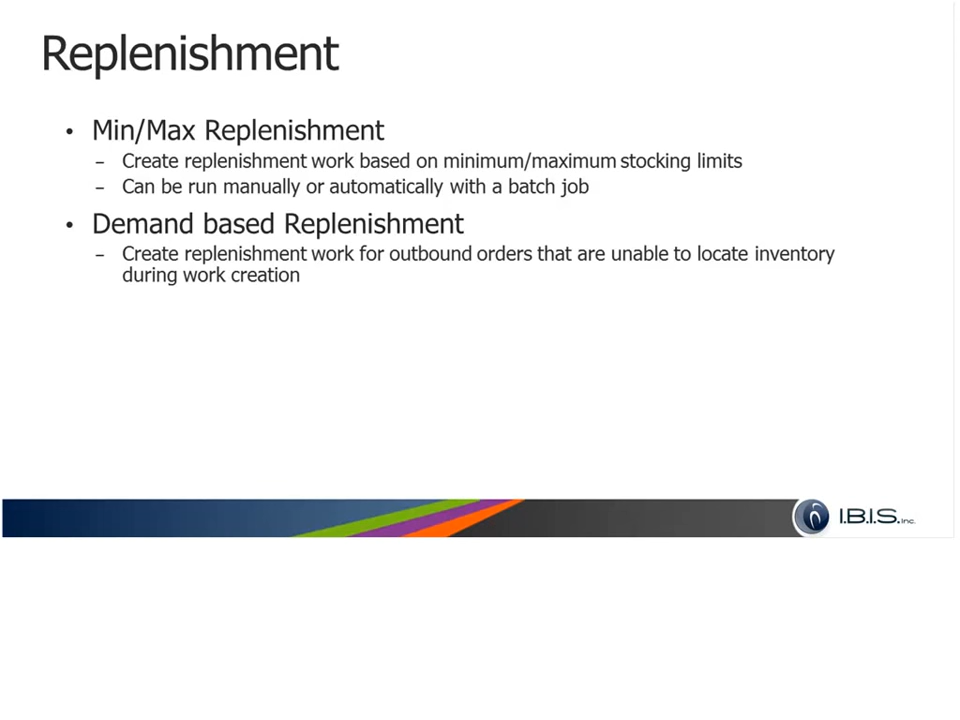 Replenishment
• Min/Max Replenishment
– Create replenishment work based on minimum/maximum stocking limits
– Can be run manually or automatically with a batch job
• Demand based Replenishment
– Create replenishment work for outbound orders that are unable to locate inventory
during work creation
I.B.I.S. Inc.